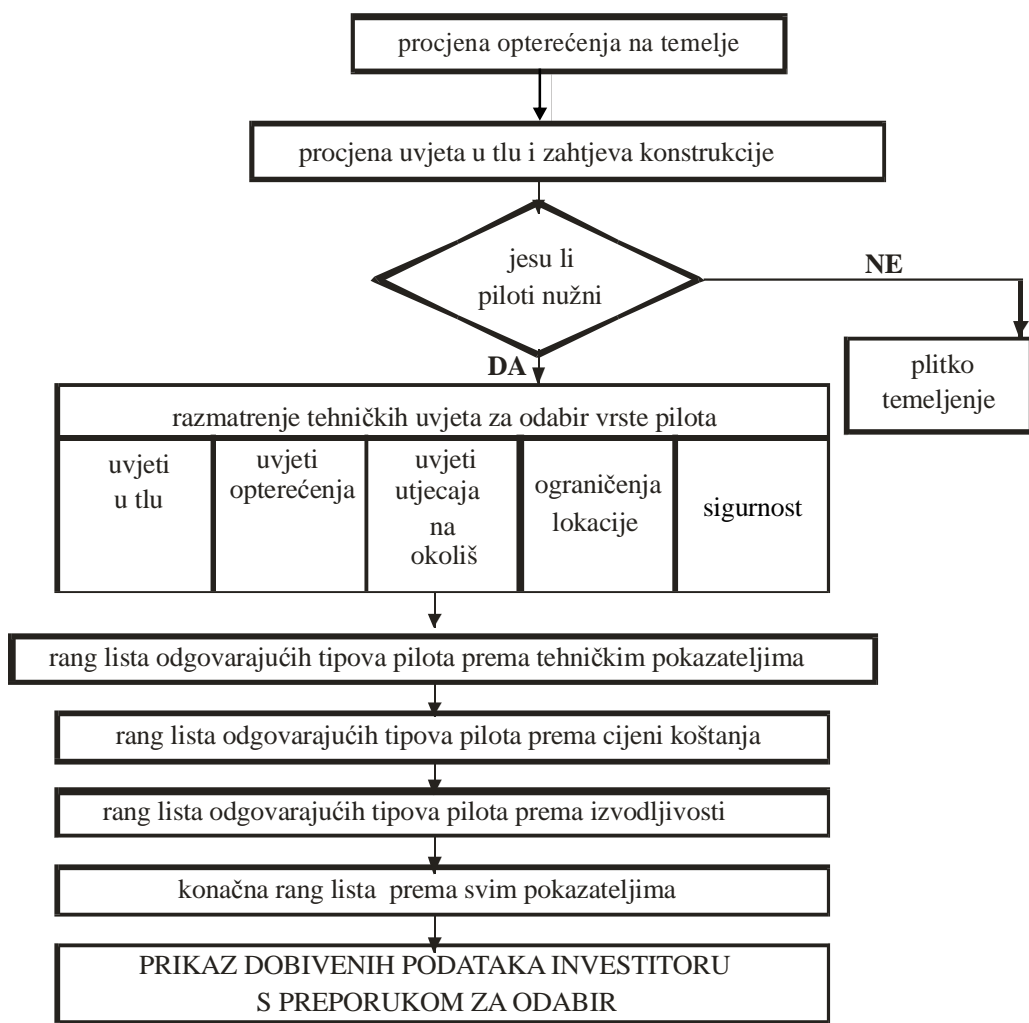 procjena opterećenja na temelje
procjena uvjeta u tlu i zahtjeva konstrukcije
jesu li
piloti nužni
NE
plitko
temeljenje
DA
razmatrenje tehničkih uvjeta za odabir vrste pilota
uvjeti
u tlu
uvjeti
opterećenja
uvjeti
utjecaja
na
okoliš
ograničenja
lokacije
sigurnost
rang lista odgovarajućih tipova pilota prema tehničkim pokazateljima
rang lista odgovarajućih tipova pilota prema cijeni koštanja
rang lista odgovarajućih tipova pilota prema izvodljivosti
konačna rang lista prema svim pokazateljima
PRIKAZ DOBIVENIH PODATAKA INVESTITORU
S PREPORUKOM ZA ODABIR